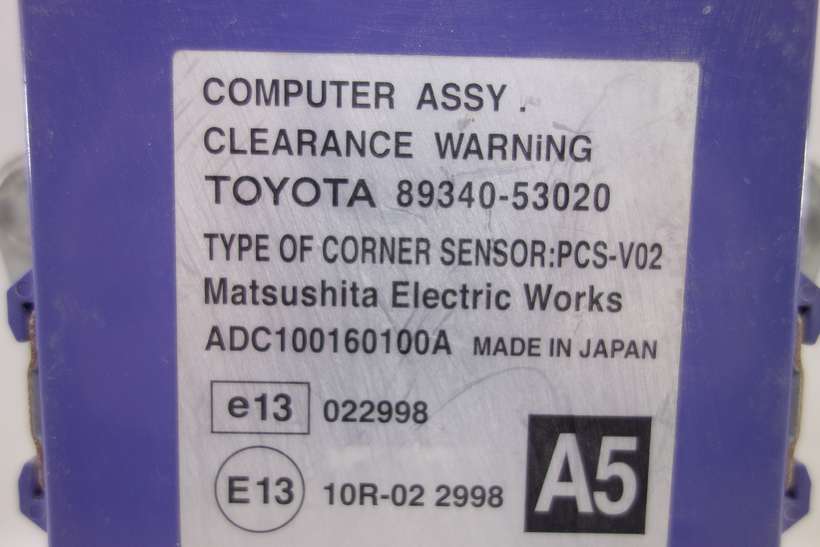 COMPUTER ASSY.
CLEARANCE WARNiNG
TOYOTA 89340-53020
TYPE OF CORNER SENSOR:PCS-V02
Matsushita Electric Works
ADC100160100A MADE IN JAPAN
e13 022998
E13 10R-02 2998
A5